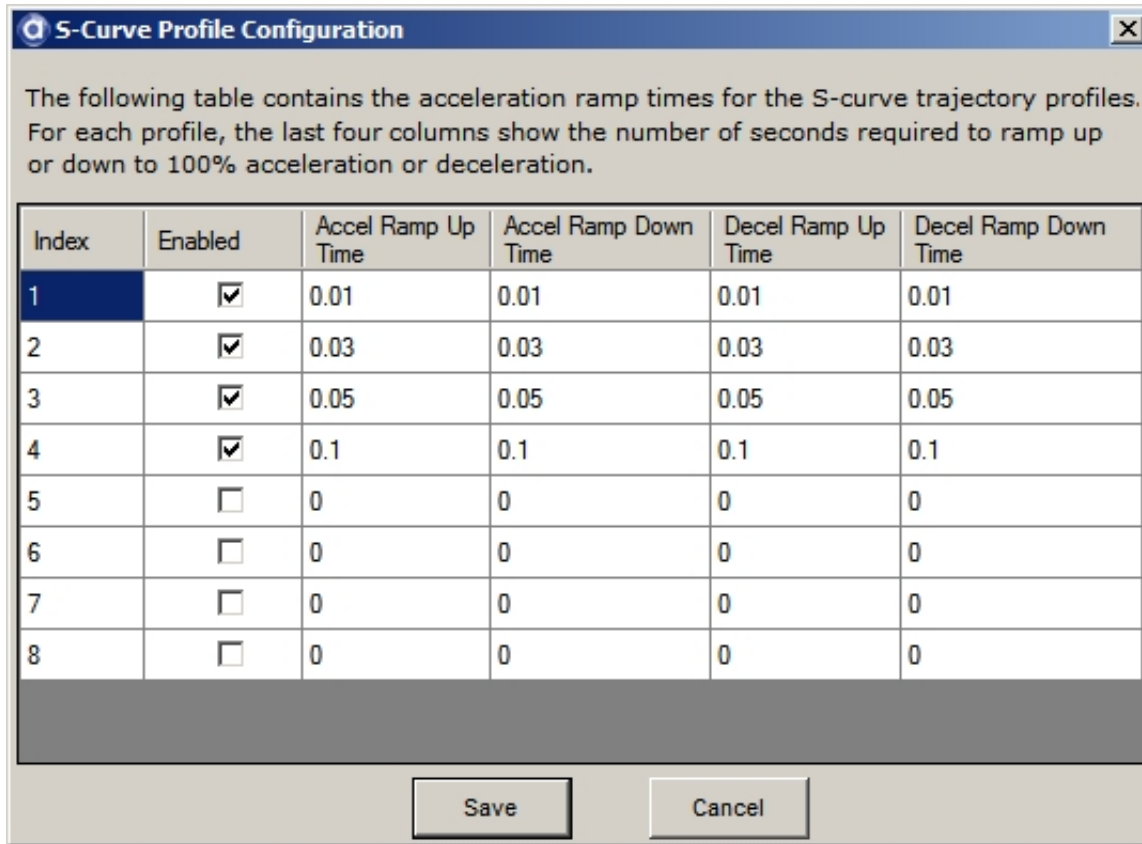 S-Curve Profile Configuration
The following table contains the acceleration ramp times for the S-curve trajectory profiles.
For each profile, the last four columns show the number of seconds required to ramp up
or down to 100% acceleration or deceleration.
Index Enabled Accel Ramp Up Time Accel Ramp Down Time Decel Ramp Up Time Decel Ramp Down Time
1 0.01 0.01 0.01 0.01
2 0.03 0.03 0.03 0.03
3 0.05 0.05 0.05 0.05
4 0.1 0.1 0.1 0.1
5 0 0 0 0
6 0 0 0 0
7 0 0 0 0
8 0 0 0 0
Save Cancel